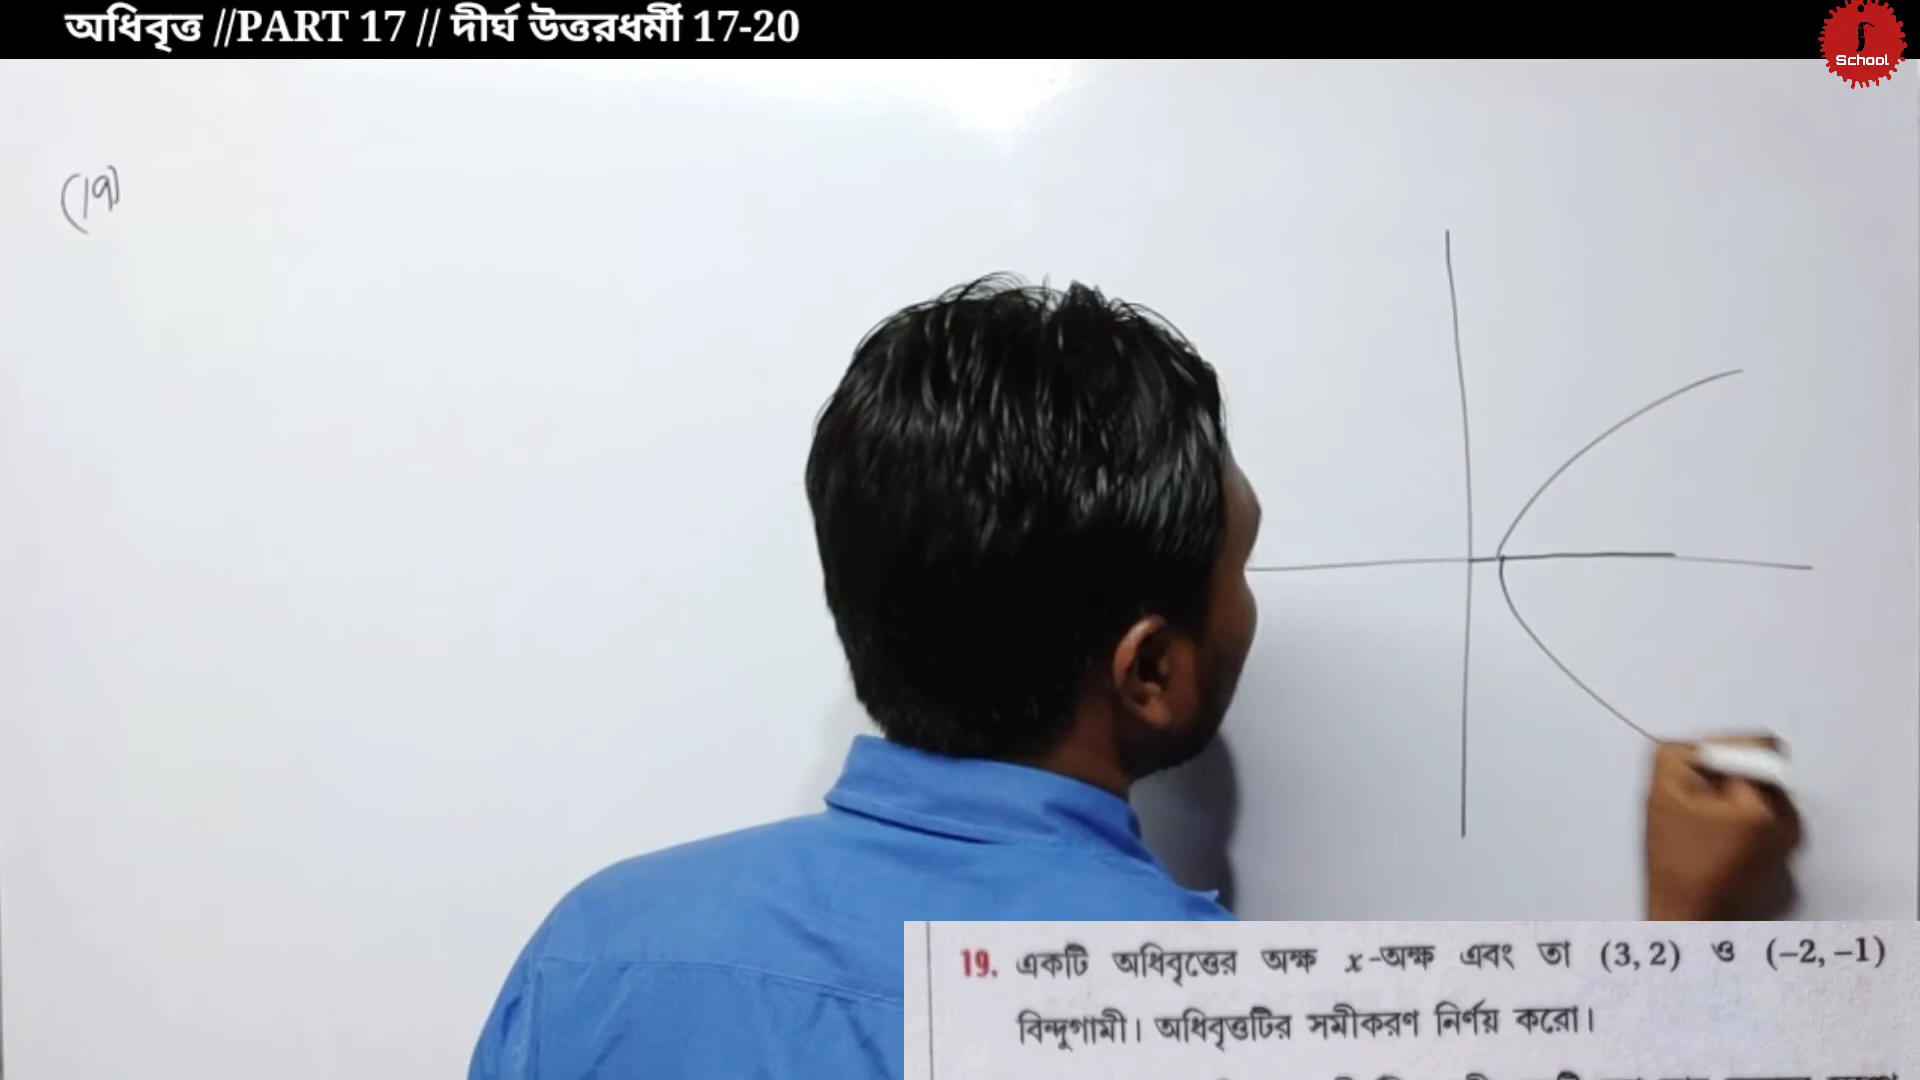 অধিবৃত্ত //PART 17 // দীর্ঘ উত্তরধর্মী 17-20
School
(19)
19. একটি অধিবৃত্তের অক্ষ x-অক্ষ এবং তা (3, 2) ও (−2, −1)
বিন্দুগামী। অধিবৃত্তটির সমীকরণ নির্ণয় করো।